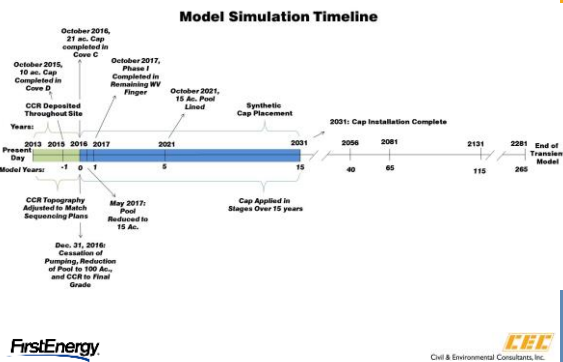 Model Simulation Timeline
October 2016,
21 ac. Cap
completed in
Cove C
October 2015,
10 ac. Cap
Completed in
Cove D
October 2017,
Phase I
Completed in
Remaining WV
Finger
October 2021,
15 Ac. Pool
Lined
CCR Deposited
Throughout Site
Synthetic
Cap Placement
2031: Cap Installation Complete
Years:
2013 2015 2016 2017 2021 2031 2056 2081 2131 2281
Present
Day
End of
Transient
Model
Model Years: -1 0 1 5 15 40 65 115 265
CCR Topography
Adjusted to Match
Sequencing Plans
May 2017:
Pool
Reduced to
15 Ac.
Cap Applied in
Stages Over 15 years
Dec. 31, 2016:
Cessation of
Pumping, Reduction
of Pool to 100 Ac.,
and CCR to Final
Grade
FirstEnergy
CEC
Civil & Environmental Consultants, Inc.